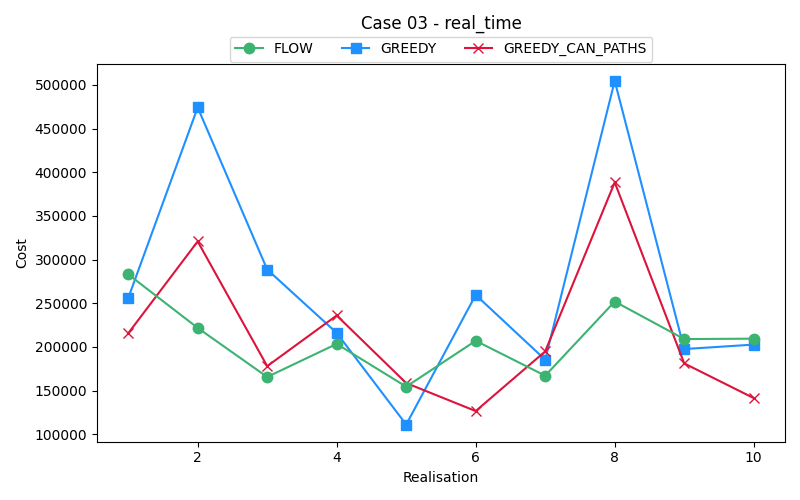 Case 03 - real_time
FLOW GREEDY GREEDY_CAN_PATHS
500000
450000
400000
350000
300000
250000
200000
150000
100000
Cost
2 4 6 8 10
Realisation